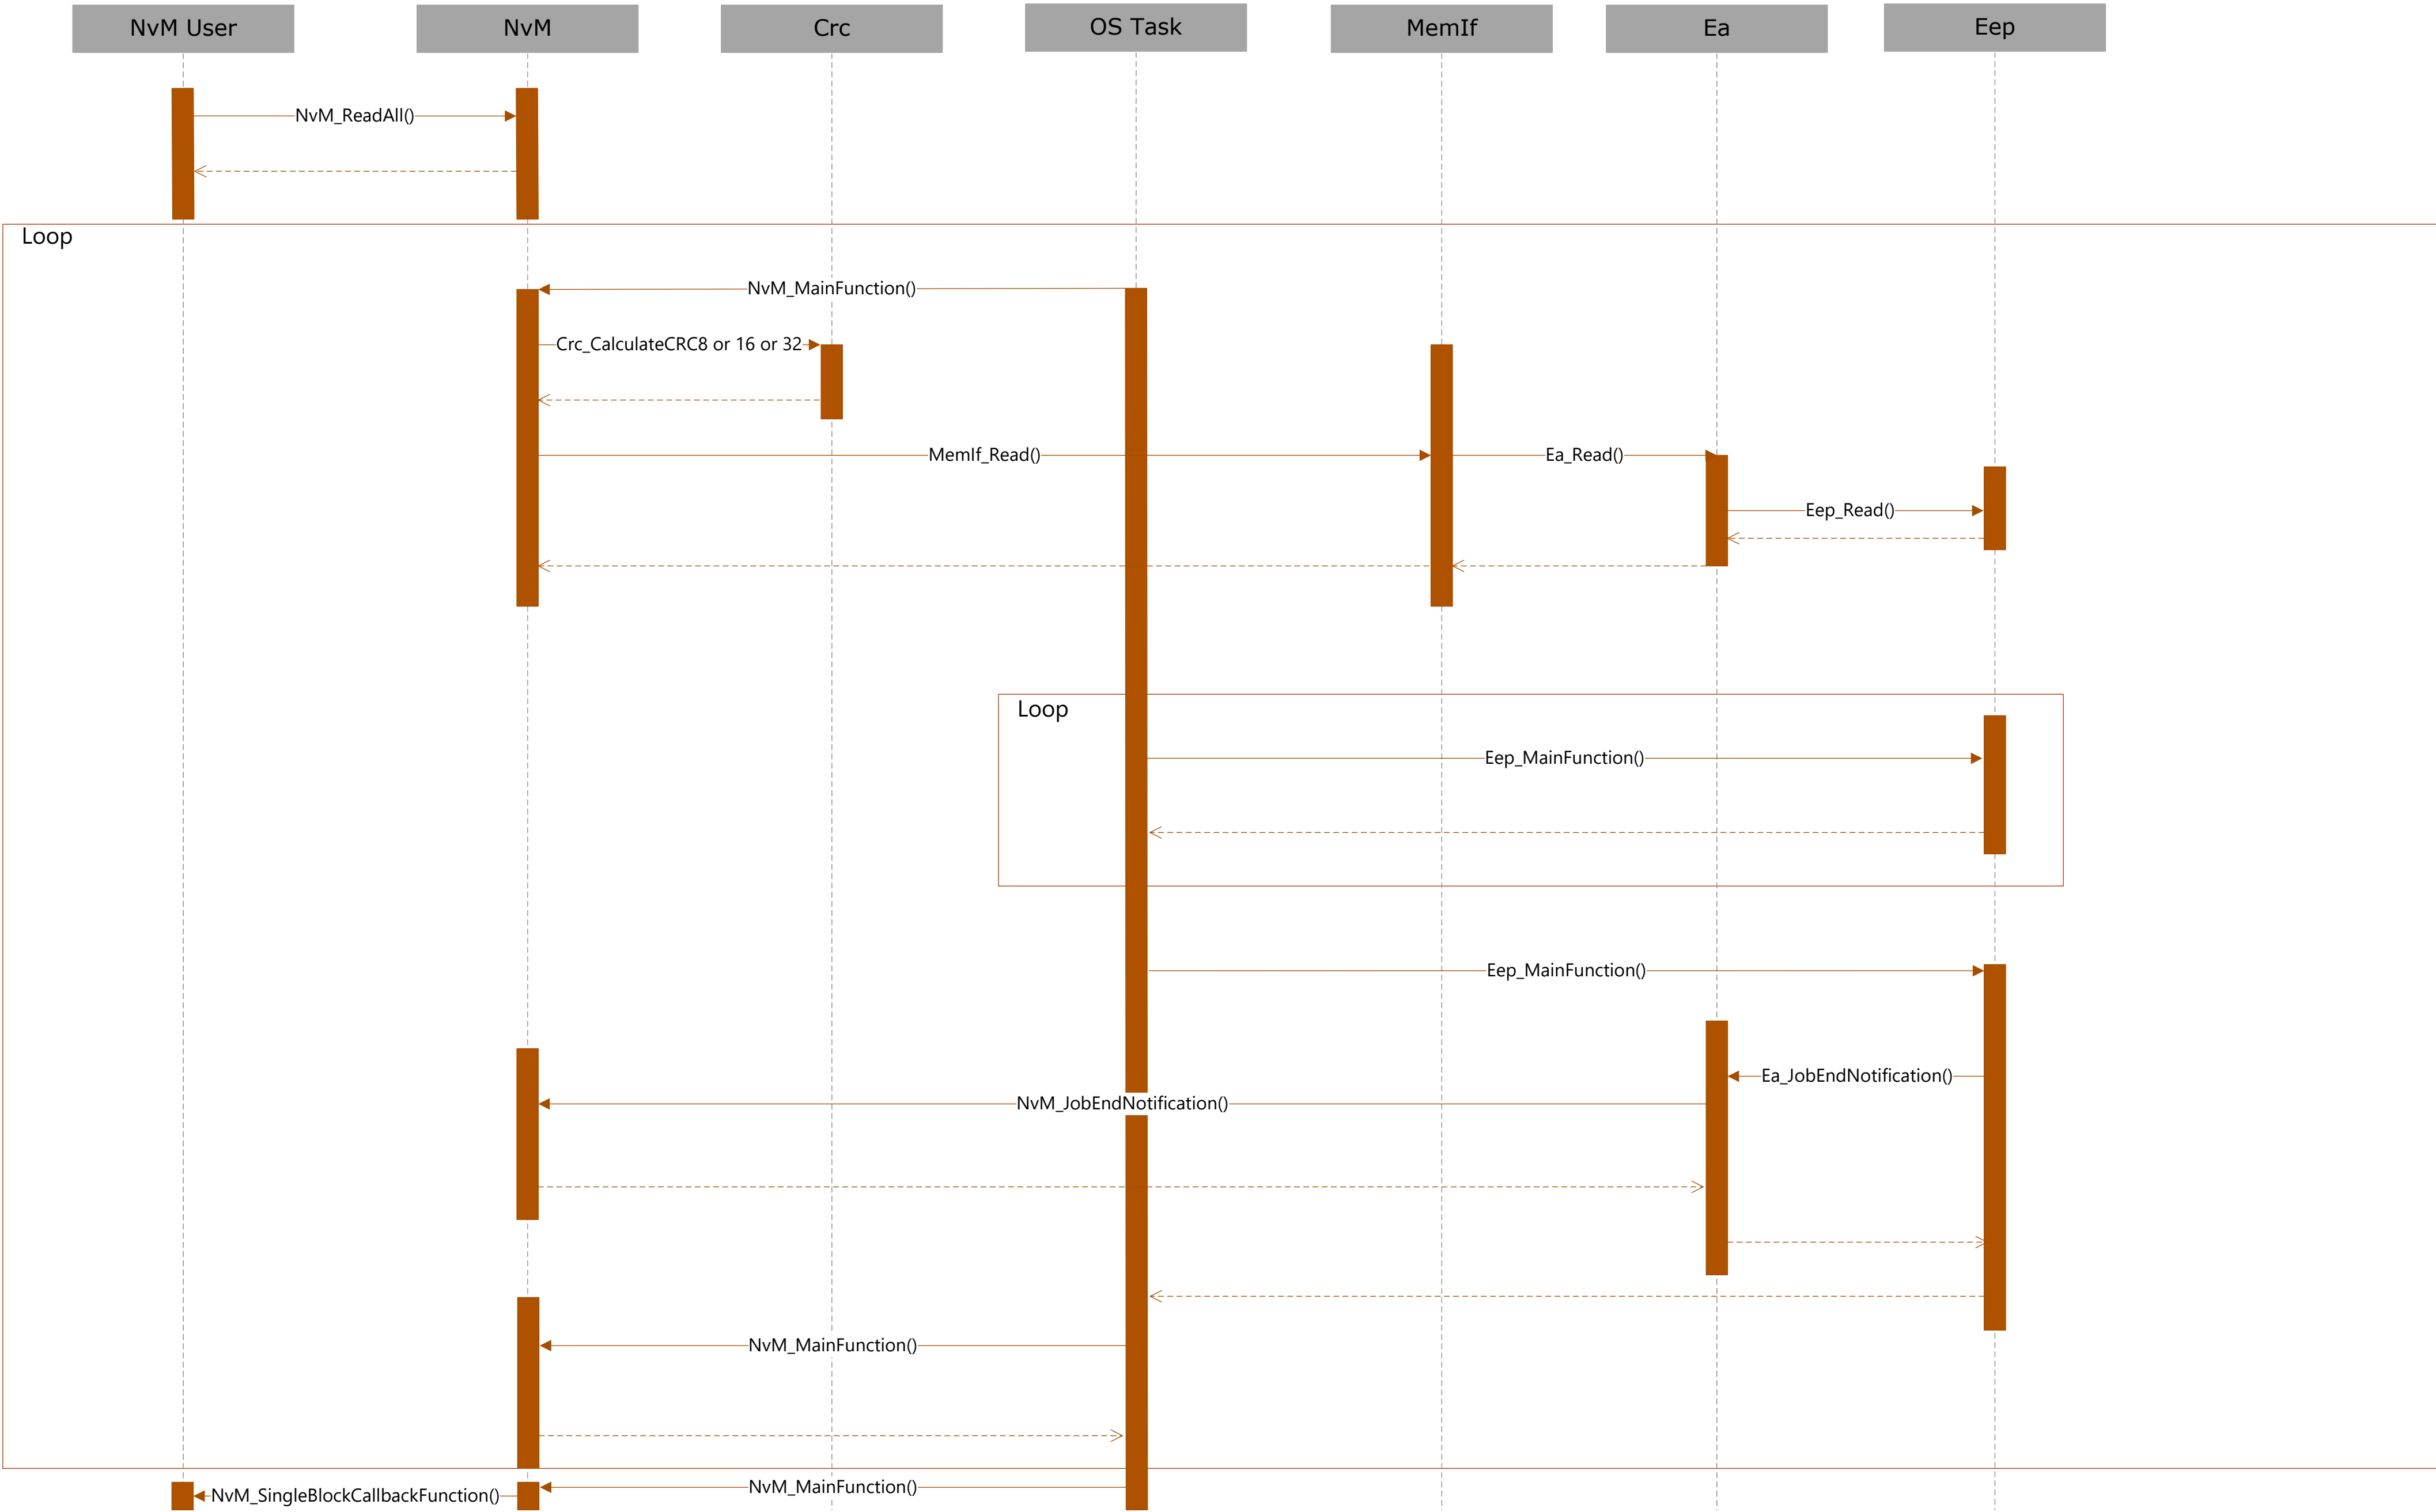 NvM User
NvM
Crc
OS Task
MemIf
Ea
Eep
NvM_ReadAll()
Loop
NvM_MainFunction()
Crc_CalculateCRC8 or 16 or 32
MemIf_Read()
Ea_Read()
Eep_Read()
Loop
Eep_MainFunction()
Eep_MainFunction()
Ea_JobEndNotification()
NvM_JobEndNotification()
NvM_MainFunction()
NvM_MainFunction()
NvM_SingleBlockCallbackFunction()